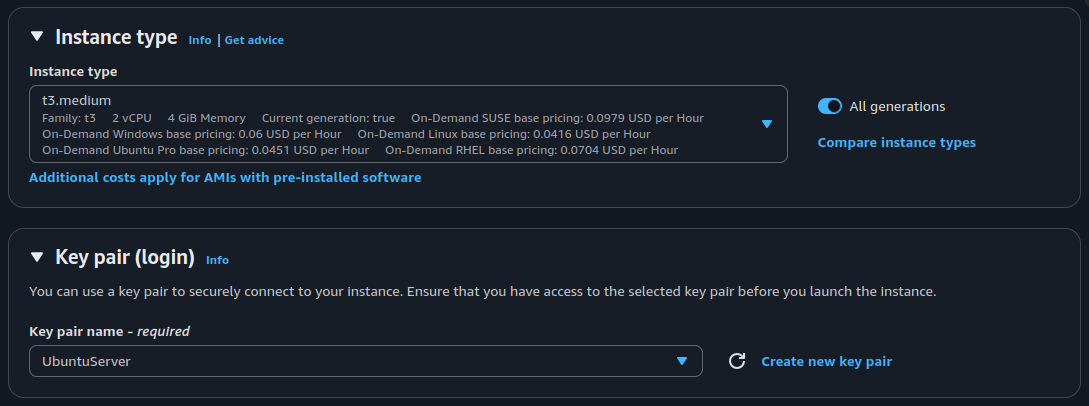 Instance type Info | Get advice
Instance type
t3.medium
Family: t3 2 vCPU 4 GiB Memory Current generation: true On-Demand SUSE base pricing: 0.0979 USD per Hour
On-Demand Windows base pricing: 0.06 USD per Hour On-Demand Linux base pricing: 0.0416 USD per Hour
On-Demand Ubuntu Pro base pricing: 0.0451 USD per Hour On-Demand RHEL base pricing: 0.0704 USD per Hour
All generations
Compare instance types
Additional costs apply for AMIs with pre-installed software
Key pair (login) Info
You can use a key pair to securely connect to your instance. Ensure that you have access to the selected key pair before you launch the instance.
Key pair name - required
UbuntuServer
Create new key pair